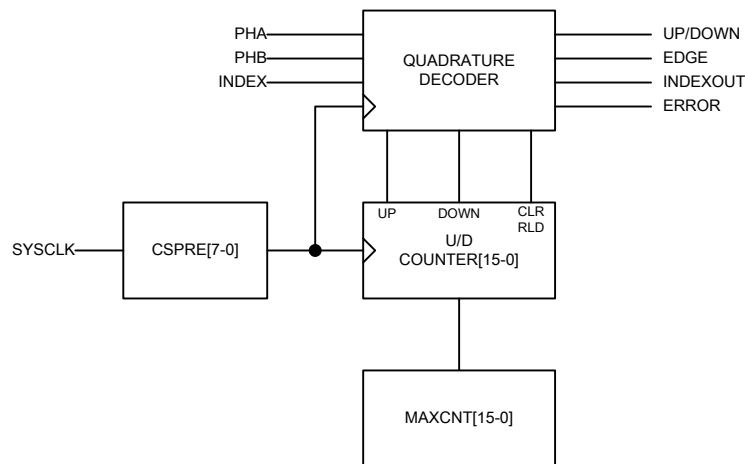 PHA
PHB
INDEX
QUADRATURE
DECODER
UP/DOWN
EDGE
INDEXOUT
ERROR
SYSCLK
CSPRE[7-0]
UP
DOWN
CLR
RLD
U/D
COUNTER[15-0]
MAXCNT[15-0]